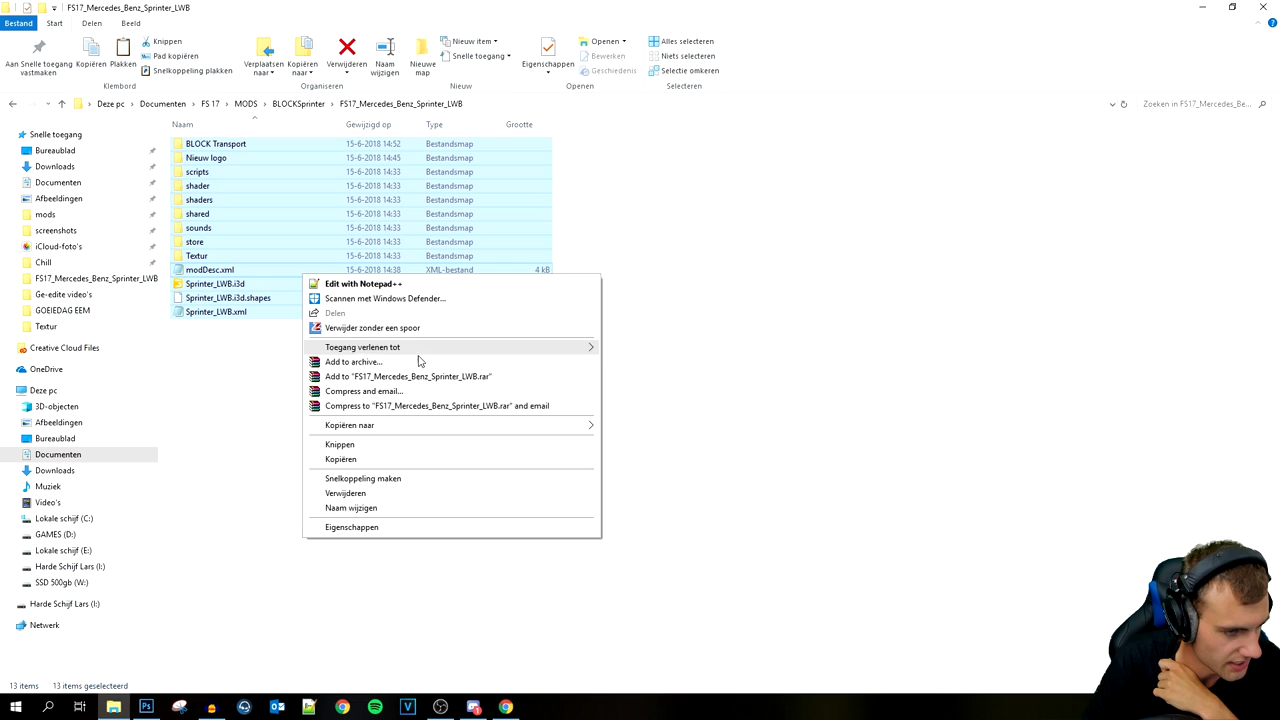 FS17_Mercedes_Benz_Sprinter_LWB
Bestand
Start
Delen
Beeld
Aan Snelle toegang vastmaken
Kopiëren
Plakken
Knippen
Pad kopiëren
Snelkoppeling plakken
Klembord
Verplaatsen naar
Kopiëren naar
Verwijderen
Naam wijzigen
Organiseren
Nieuwe map
Nieuw item
Snelle toegang
Nieuw
Eigenschappen
Openen
Bewerken
Geschiedenis
Openen
Alles selecteren
Niets selecteren
Selectie omkeren
Selecteren
Deze pc > Documenten > FS 17 > MODS > BLOCKSprinter > FS17_Mercedes_Benz_Sprinter_LWB
Zoeken in FS17_Mercedes_Be...
Naam Gewijzigd op Type Grootte
BLOCK Transport 15-6-2018 14:52 Bestandsmap
Nieuw logo 15-6-2018 14:45 Bestandsmap
scripts 15-6-2018 14:33 Bestandsmap
shader 15-6-2018 14:33 Bestandsmap
shaders 15-6-2018 14:33 Bestandsmap
shared 15-6-2018 14:33 Bestandsmap
sounds 15-6-2018 14:33 Bestandsmap
store 15-6-2018 14:33 Bestandsmap
Textur 15-6-2018 14:33 Bestandsmap
modDesc.xml 15-6-2018 14:38 XML-bestand 4 kB
Sprinter_LWB.i3d
Sprinter_LWB.i3d.shapes
Sprinter_LWB.xml
Snelle toegang
Bureaublad
Downloads
Documenten
Afbeeldingen
mods
screenshots
iCloud-foto's
Chill
FS17_Mercedes_Benz_Sprinter_LWB
Ge-edite video's
GOEIEDAG EEM
Textur
Creative Cloud Files
OneDrive
Deze pc
3D-objecten
Afbeeldingen
Bureaublad
Documenten
Downloads
Muziek
Video's
Lokale schijf (C:)
GAMES (D:)
Lokale schijf (E:)
Harde Schijf Lars (I:)
SSD 500gb (W:)
Harde Schijf Lars (I:)
Netwerk
Edit with Notepad++
Scannen met Windows Defender...
Delen
Verwijder zonder een spoor
Toegang verlenen tot
Add to archive...
Add to "FS17_Mercedes_Benz_Sprinter_LWB.rar"
Compress and email...
Compress to "FS17_Mercedes_Benz_Sprinter_LWB.rar" and email
Kopiëren naar
Knippen
Kopiëren
Snelkoppeling maken
Verwijderen
Naam wijzigen
Eigenschappen
13 items 13 items geselecteerd